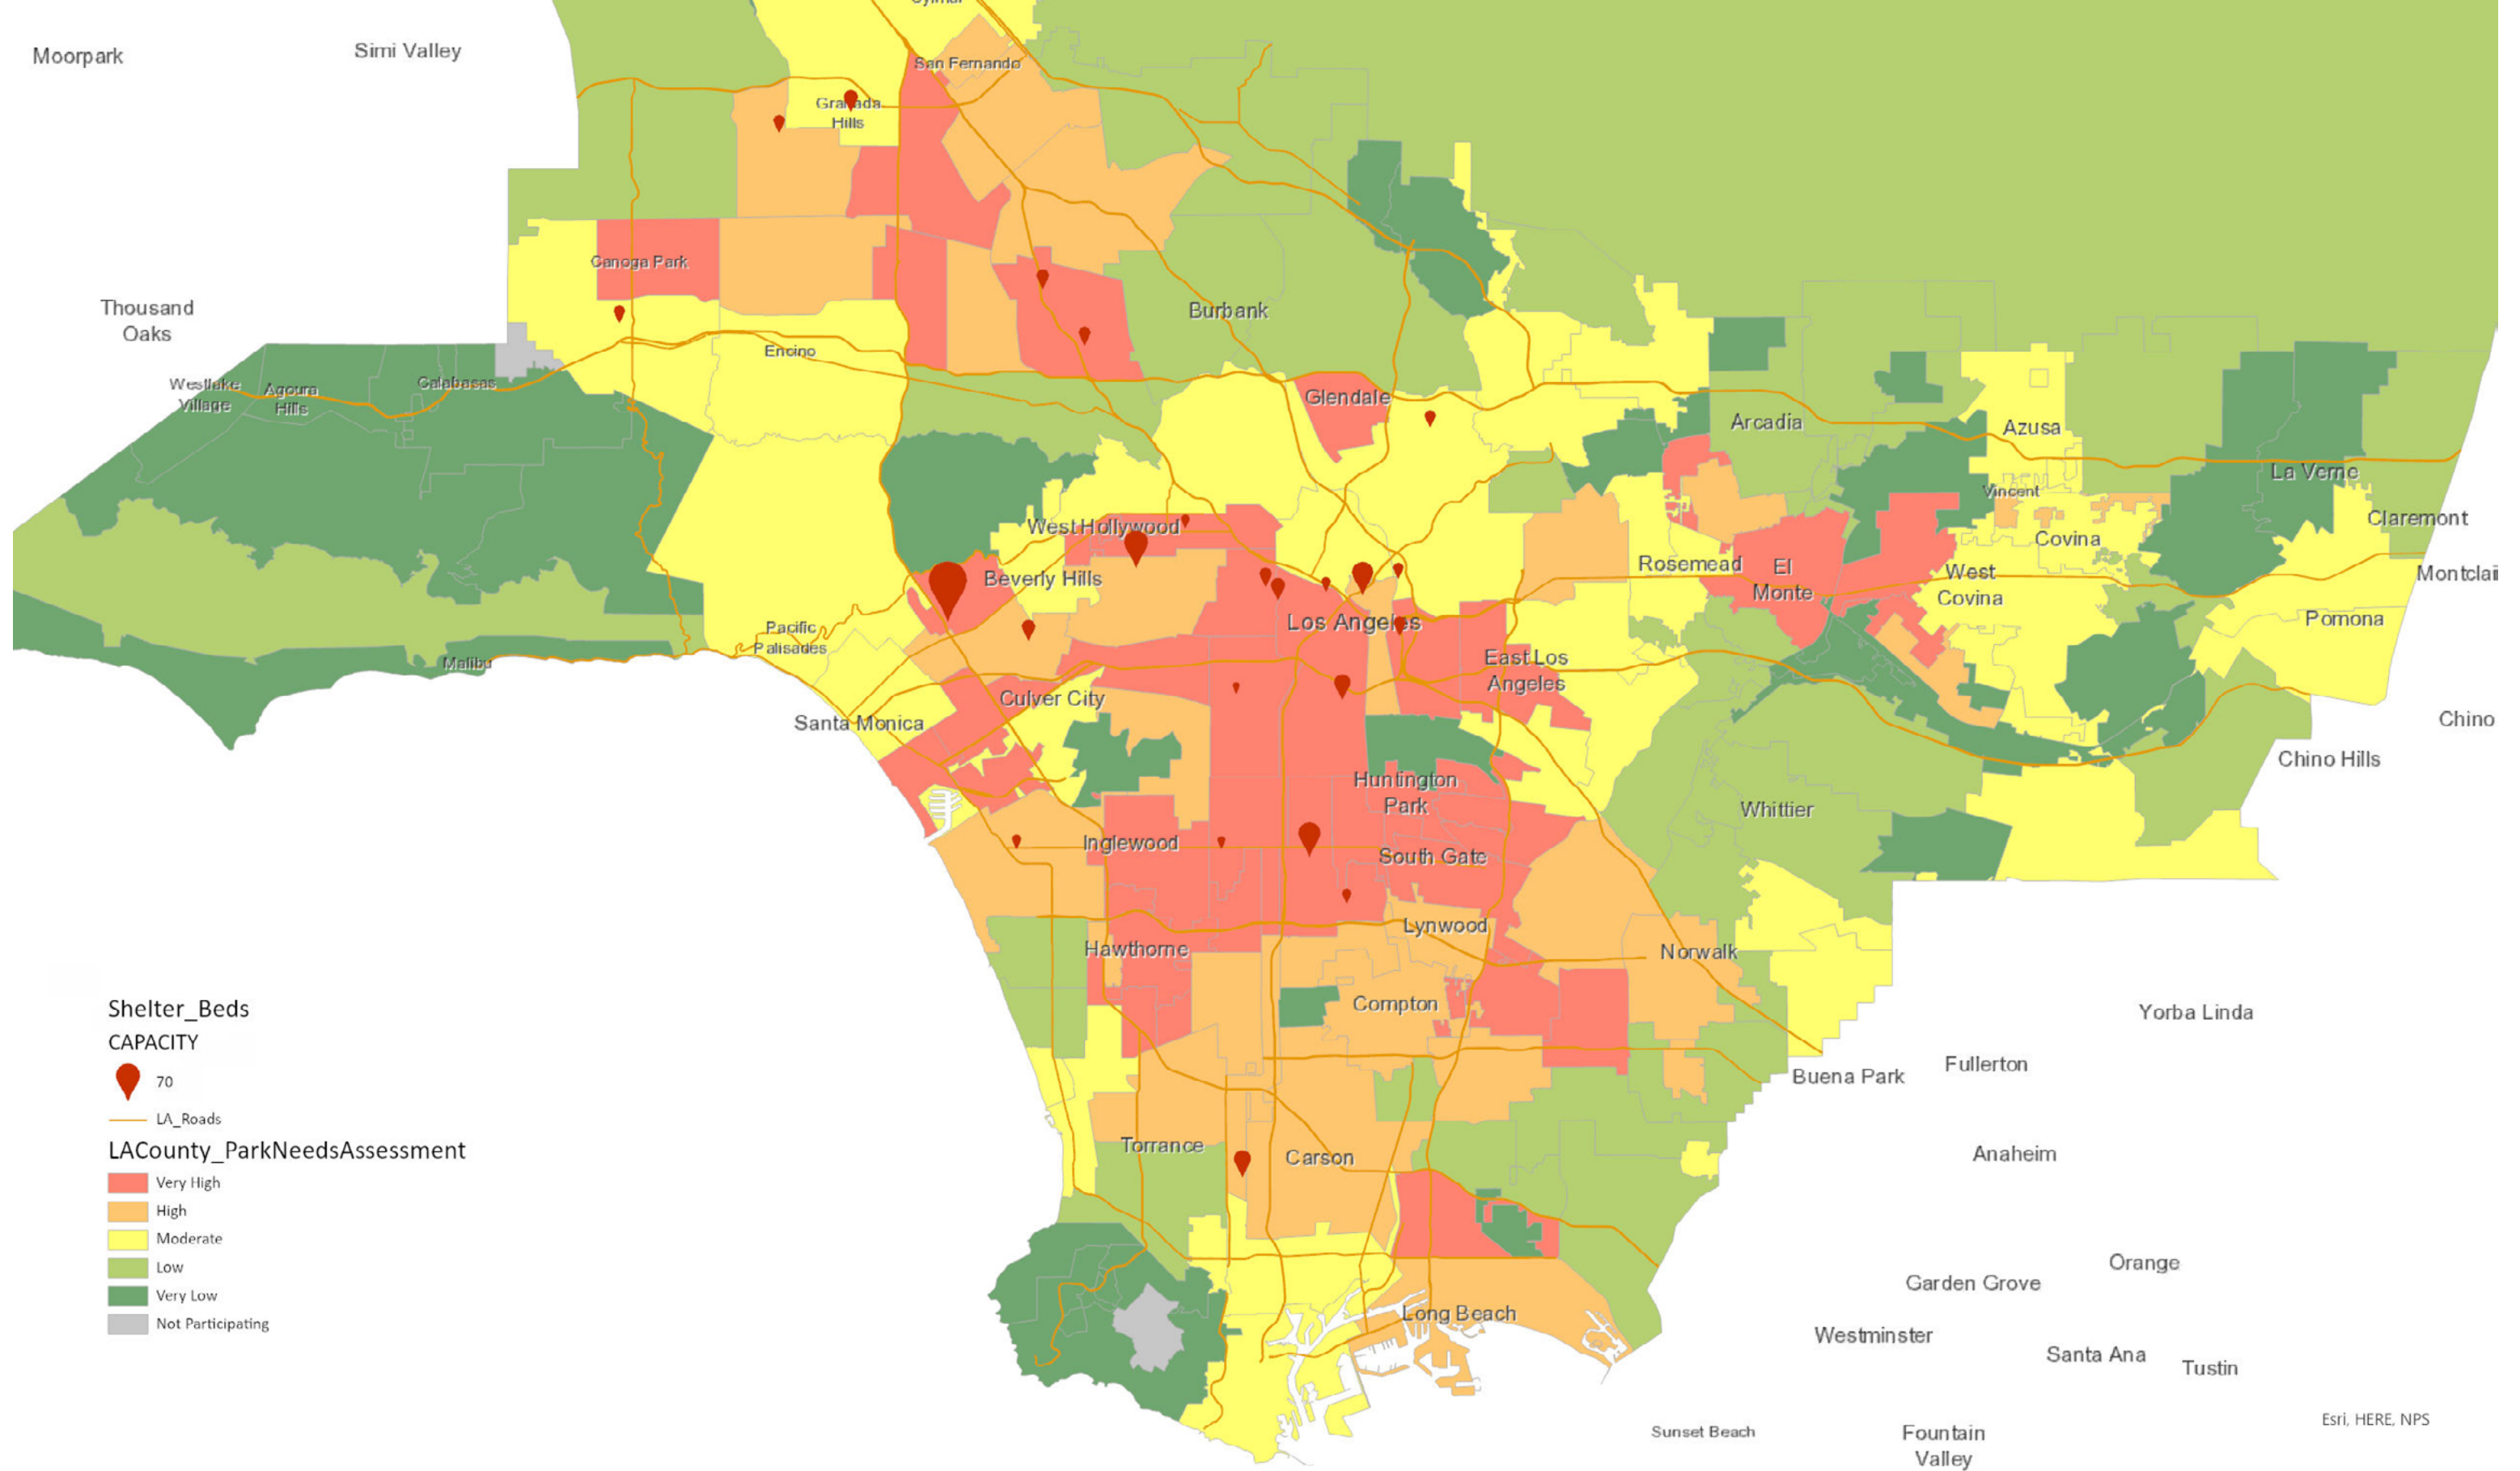 Sylmar
Moorpark
Simi Valley
San Fernando
Granada
Hills
Canoga Park
Thousand
Oaks
Burbank
Encino
Westlake
Village
Agoura
Hills
Calabasas
Glendale
Arcadia
Azusa
La Verne
Vincent
Claremont
West Hollywood
Covina
Beverly Hills
Rosemead
El
Monte
West
Covina
Montclai
Pomona
Los Angeles
Pacific
Palisades
Malibu
East Los
Angeles
Culver City
Santa Monica
Chino
Chino Hills
Huntington
Park
Whittier
Inglewood
South Gate
Lynwood
Hawthorne
Norwalk
Compton
Yorba Linda
Fullerton
Buena Park
Torrance
Carson
Anaheim
Orange
Garden Grove
Long Beach
Westminster
Santa Ana
Tustin
Sunset Beach
Fountain
Valley
Shelter_Beds
CAPACITY
70
LA_Roads
LACounty_ParkNeedsAssessment
Very High
High
Moderate
Low
Very Low
Not Participating
Esri, HERE, NPS